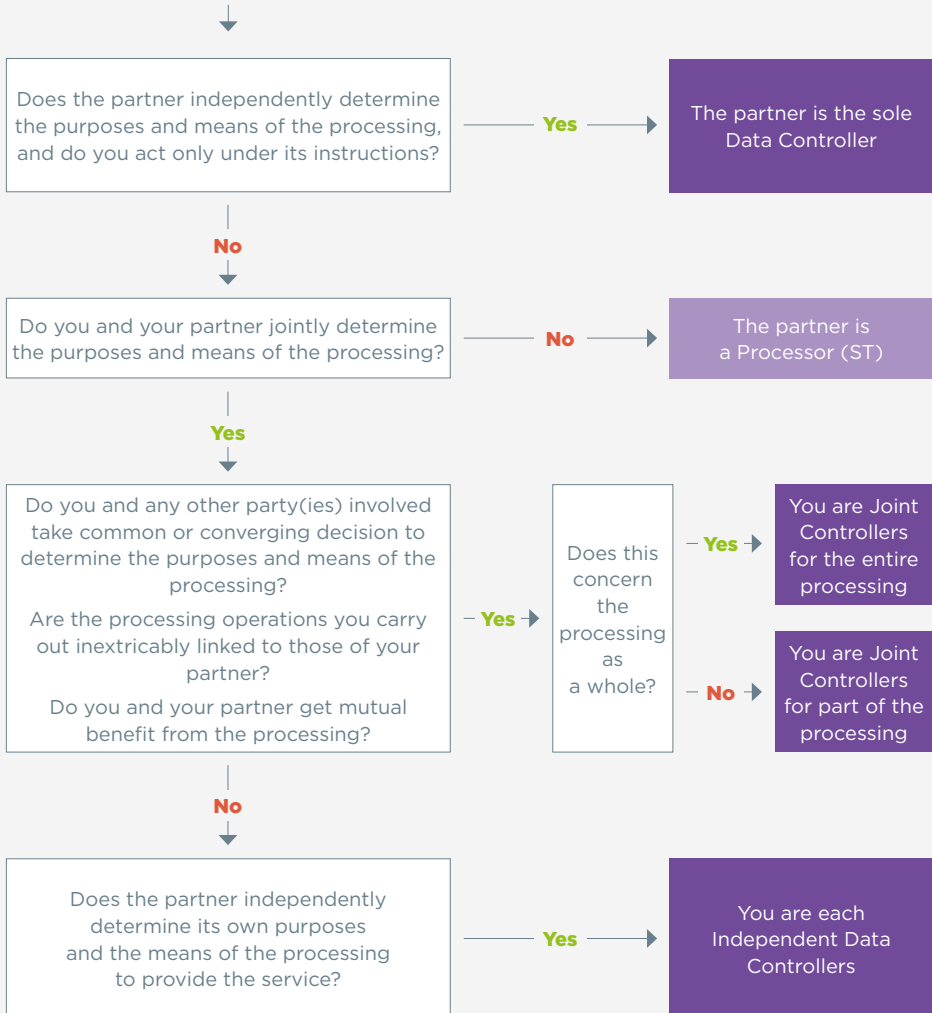 Does the partner independently determine
the purposes and means of the processing,
and do you act only under its instructions?
Yes
The partner is the sole
Data Controller
No
Do you and your partner jointly determine
the purposes and means of the processing?
No
The partner is
a Processor (ST)
Yes
Do you and any other party(ies) involved
take common or converging decision to
determine the purposes and means of the
processing?
Are the processing operations you carry
out inextricably linked to those of your
partner?
Do you and your partner get mutual
benefit from the processing?
Yes
Does this
concern
the
processing
as
a whole?
Yes
You are Joint
Controllers
for the entire
processing
No
You are Joint
Controllers
for part of the
processing
No
Does the partner independently
determine its own purposes
and the means of the processing
to provide the service?
Yes
You are each
Independent Data
Controllers